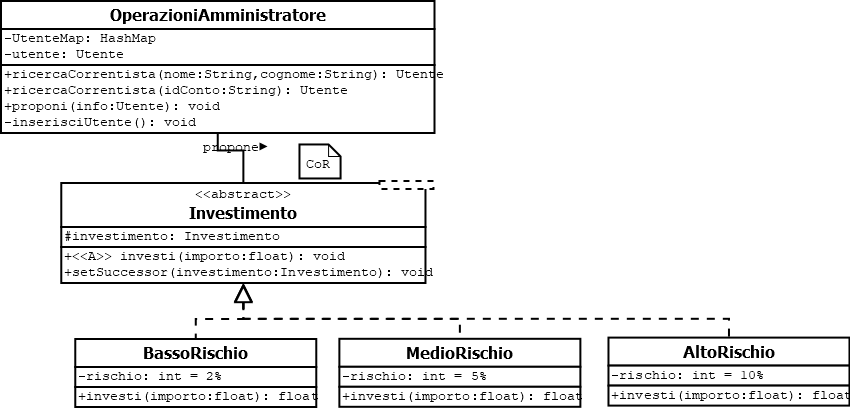 OperazioniAmministratore
-UtenteMap: HashMap
-utente: Utente
+ricercaCorrentista(nome:String,cognome:String): Utente
+ricercaCorrentista(idConto:String): Utente
+proponi(info:Utente): void
-inserisciUtente(): void
propone
CoR
<<abstract>>
Investimento
#investimento: Investimento
+<<A>> investi(importo:float): void
+setSuccessor(investimento:Investimento): void
BassoRischio
-rischio: int = 2%
+investi(importo:float): float
MedioRischio
-rischio: int = 5%
+investi(importo:float): float
AltoRischio
-rischio: int = 10%
+investi(importo:float): float